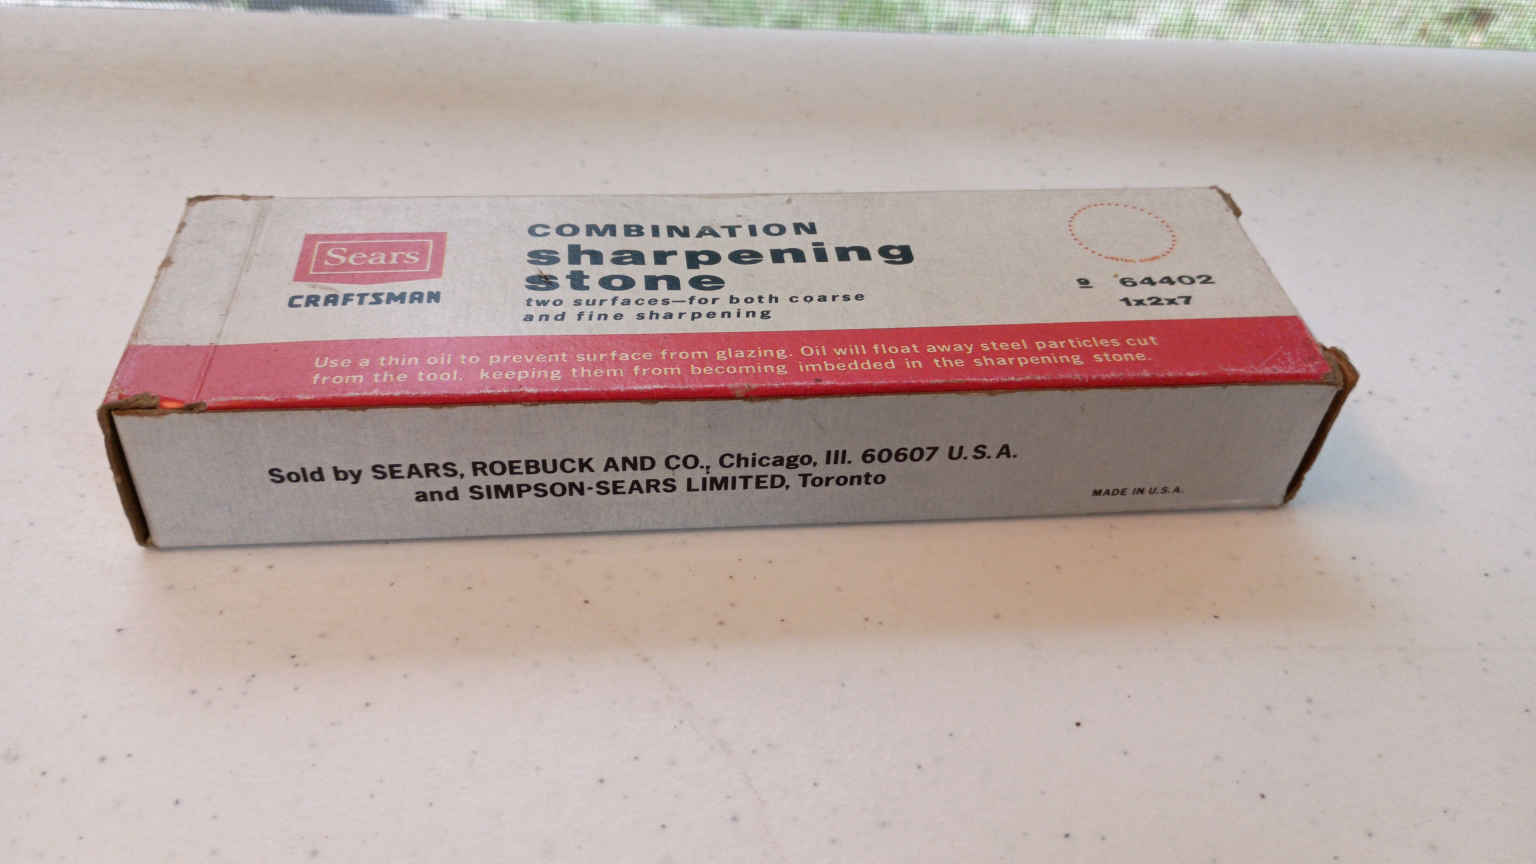 Sears
CRAFTSMAN
COMBINATION
sharpening
stone
two surfaces—for both coarse
and fine sharpening
9 64402
1x2x7
Use a thin oil to prevent surface from glazing. Oil will float away steel particles cut
from the tool, keeping them from becoming imbedded in the sharpening stone.
Sold by SEARS, ROEBUCK AND CO., Chicago, Ill. 60607 U.S.A.
and SIMPSON-SEARS LIMITED, Toronto
MADE IN U.S.A.